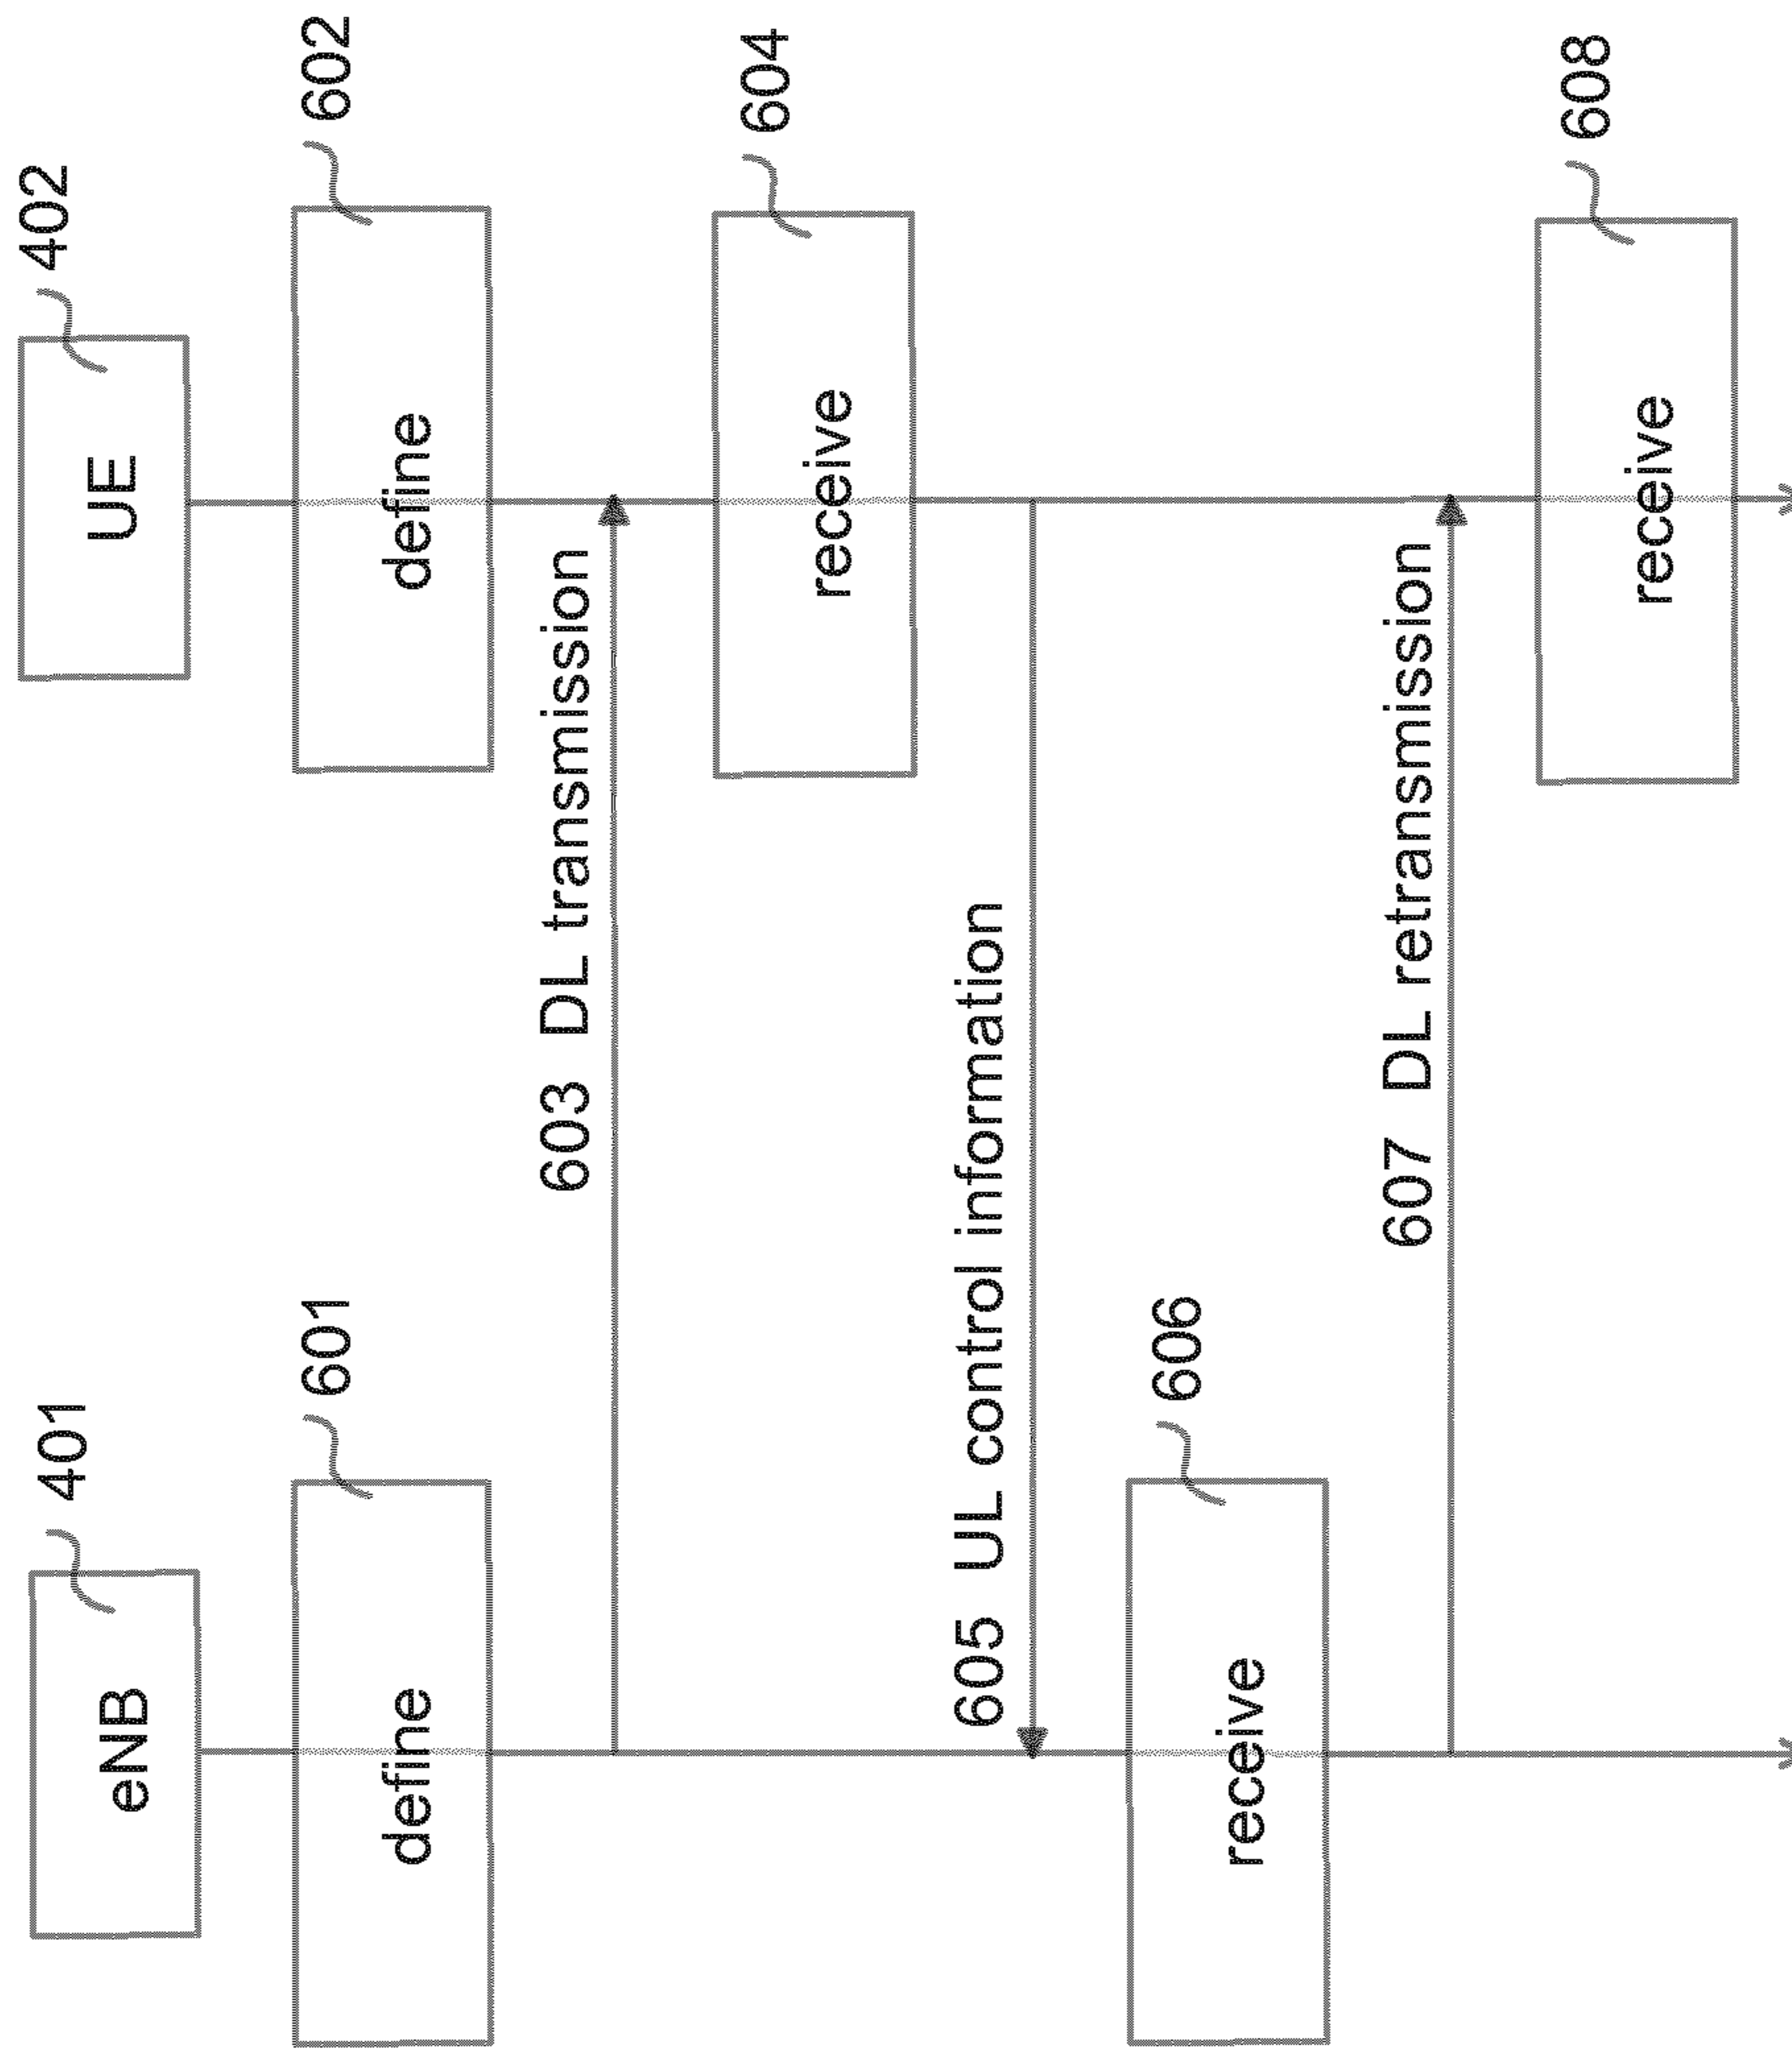 401
eNB
402
UE
601
define
602
define
603 DL transmission
604
receive
605 UL control information
606
receive
607 DL retransmission
608
receive